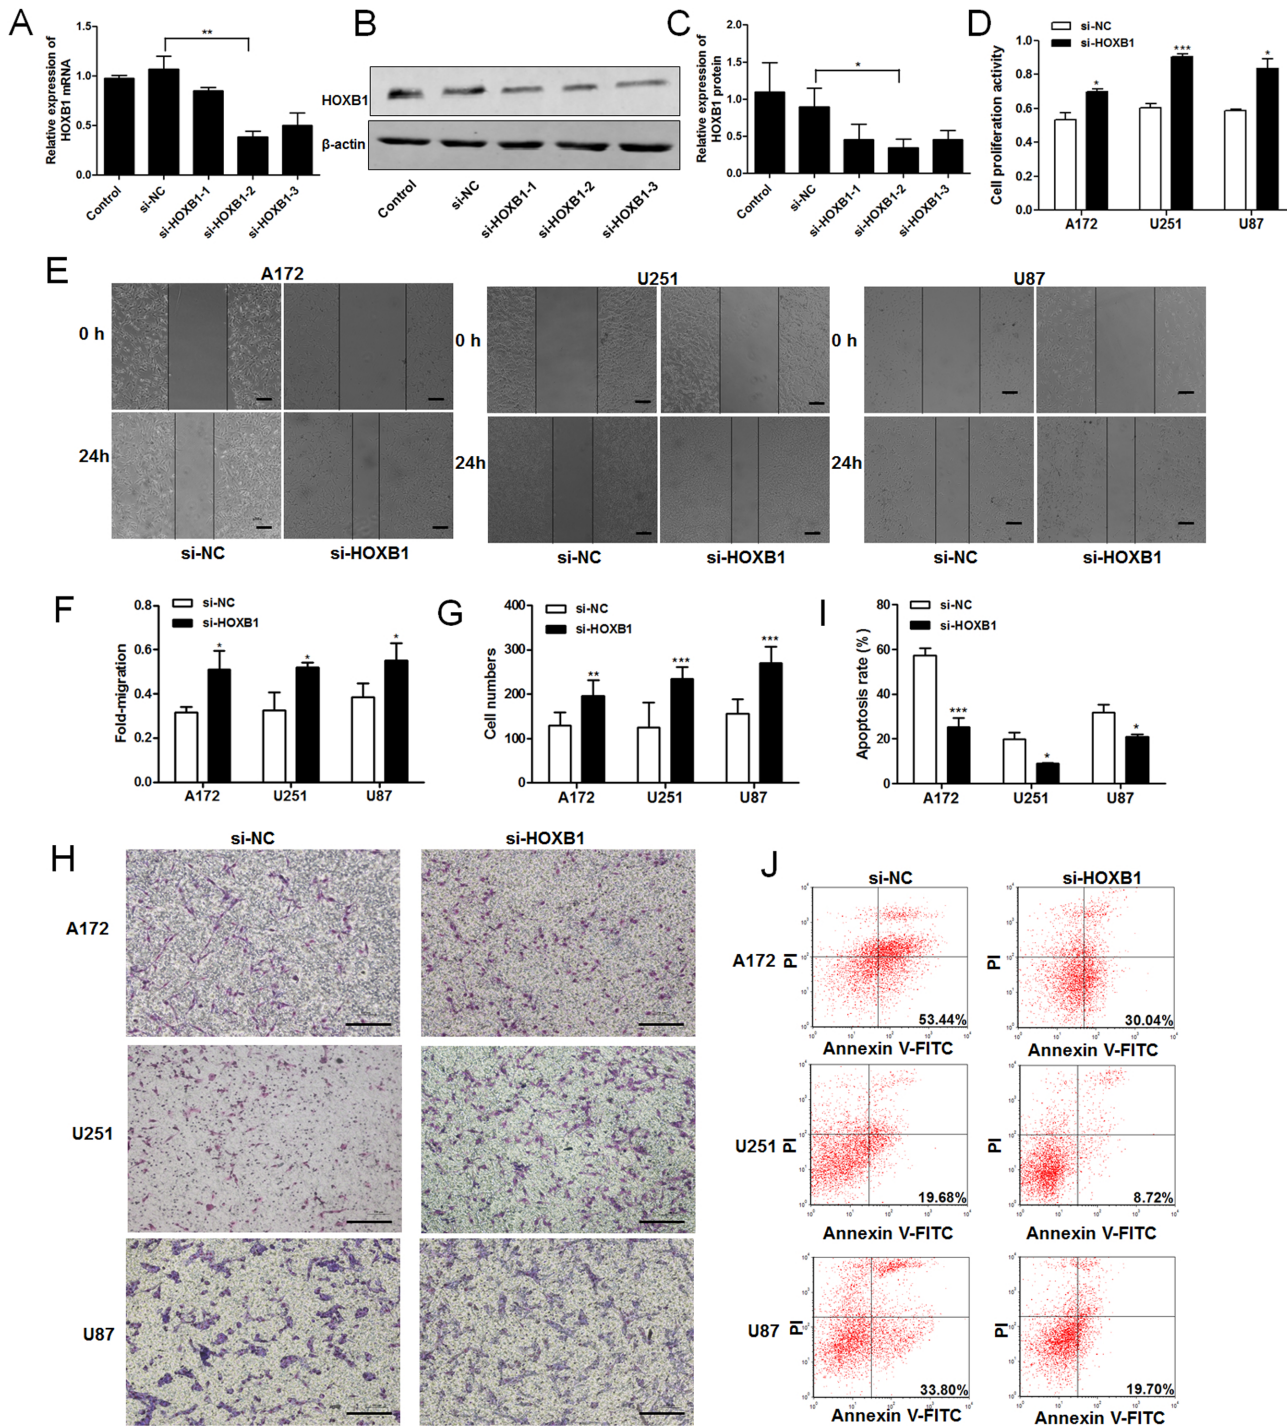 A
Relative expression of
HOXB1 mRNA
1.5
1.0
0.5
0.0
**
Control
si-NC
si-HOXB1-1
si-HOXB1-2
si-HOXB1-3
B
HOXB1
β-actin
Control
si-NC
si-HOXB1-1
si-HOXB1-2
si-HOXB1-3
C
Relative expression of
HOXB1 protein
2.0
1.5
1.0
0.5
0.0
*
Control
si-NC
si-HOXB1-1
si-HOXB1-2
si-HOXB1-3
D
si-NC
si-HOXB1
Cell proliferation activity
1.0
0.8
0.6
0.4
0.2
0.0
* *** *
A172 U251 U87
E
A172 U251 U87
0 h 0 h 0 h
24h 24h 24h
si-NC si-HOXB1 si-NC si-HOXB1 si-NC si-HOXB1
F
si-NC
si-HOXB1
Fold-migration
0.8
0.6
0.4
0.2
0.0
* * *
A172 U251 U87
G
si-NC
si-HOXB1
Cell numbers
400
300
200
100
0
** *** ***
A172 U251 U87
I
si-NC
si-HOXB1
Apoptosis rate (%)
80
60
40
20
0
*** * *
A172 U251 U87
H
si-NC si-HOXB1
A172
U251
U87
J
si-NC si-HOXB1
A172
PI PI
53.44% 30.04%
Annexin V-FITC Annexin V-FITC
U251
PI PI
19.68% 8.72%
Annexin V-FITC Annexin V-FITC
U87
PI PI
33.80% 19.70%
Annexin V-FITC Annexin V-FITC